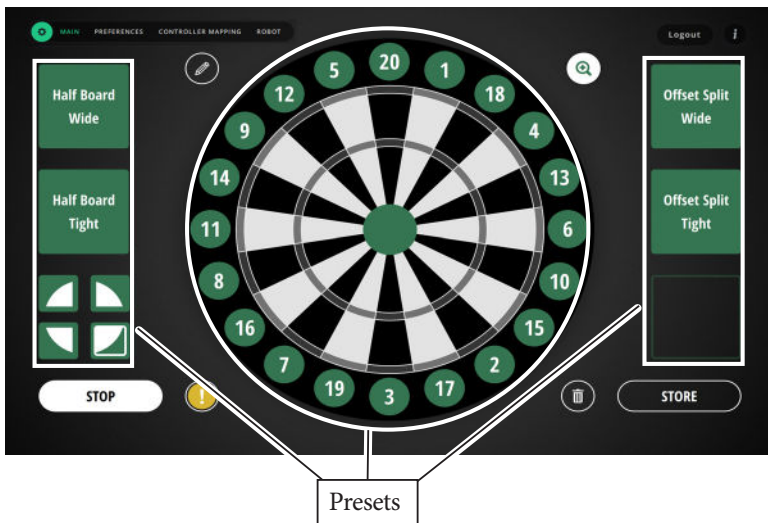 MAIN PREFERENCES CONTROLLER MAPPING ROBOT
Logout i
Half Board
Wide
Half Board
Tight
20
1
18
4
13
6
10
15
2
17
3
19
7
16
8
11
14
9
12
5
Offset Split
Wide
Offset Split
Tight
STOP
!
STORE
Presets